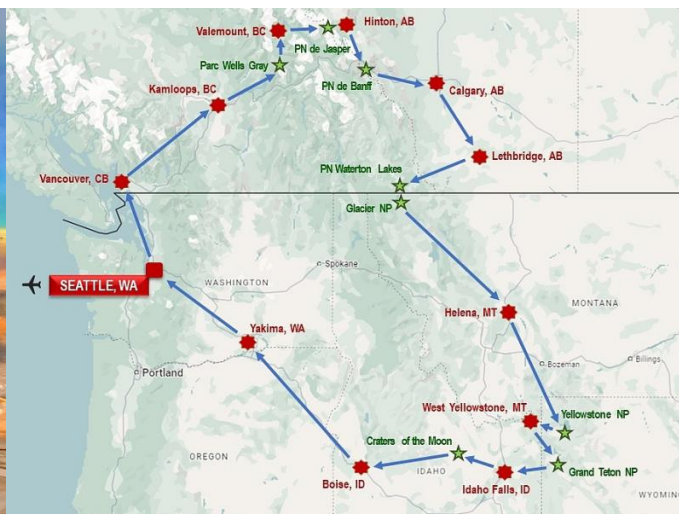 Valemount, BC
Hinton, AB
PN de Jasper
Parc Wells Gray
PN de Banff
Kamloops, BC
Calgary, AB
Lethbridge, AB
PN Waterton Lakes
Vancouver, CB
Glacier NP
Spokane
SEATTLE, WA
WASHINGTON
MONTANA
Helena, MT
Yakima, WA
Bozeman
Billings
Portland
West Yellowstone, MT
Yellowstone NP
Craters of the Moon
OREGON
IDAHO
Grand Teton NP
Boise, ID
Idaho Falls, ID
WYOMIN